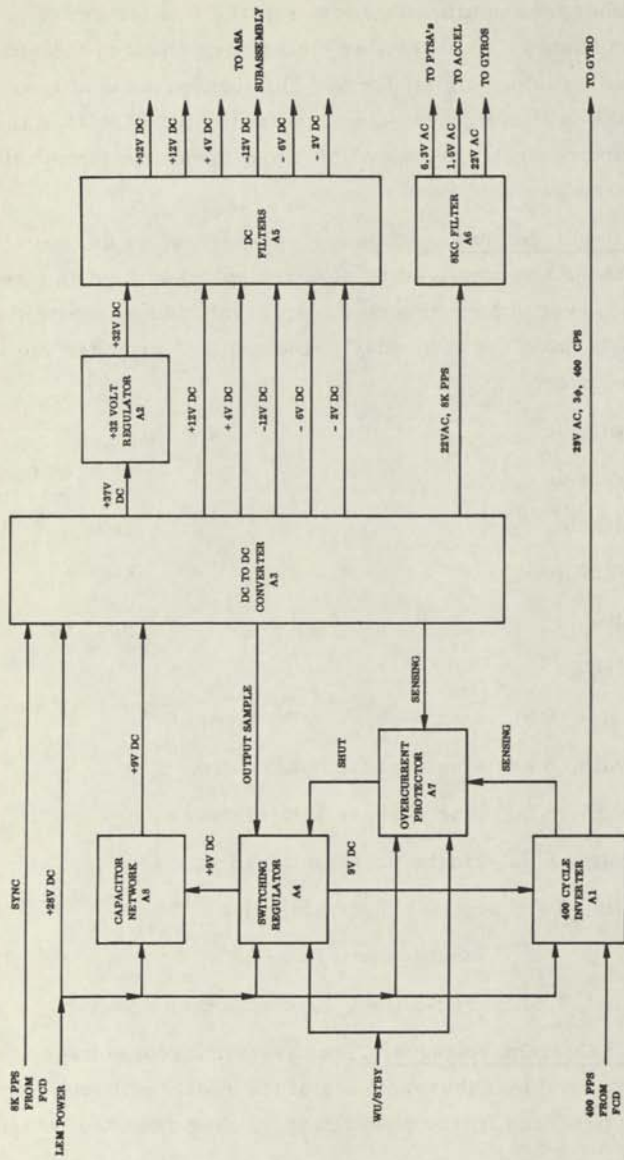 8K PPS
FROM
FCD
SYNC
LEM POWER
+28V DC
CAPACITOR
NETWORK
A8
+9V DC
+9V DC
SWITCHING
REGULATOR
A4
OUTPUT SAMPLE
9V DC
SHUT
OVERCURRENT
PROTECTOR
A7
SENSING
SENSING
WU/STBY
400 CYCLE
INVERTER
A1
400 PPS
FROM
FCD
DC TO DC
CONVERTER
A3
+37V
DC
+32 VOLT
REGULATOR
A2
+32V DC
+12V DC
+ 4V DC
-12V DC
- 6V DC
- 2V DC
22VAC, 8K PPS
DC
FILTERS
A5
8KC FILTER
A6
+32V DC
+12V DC
+ 4V DC
-12V DC
- 6V DC
- 2V DC
TO ASA
SUBASSEMBLY
6.3V AC
TO PTSA's
1.5V AC
TO ACCEL
22V AC
TO GYROS
29V AC, 3ϕ, 400 CPS
TO GYRO